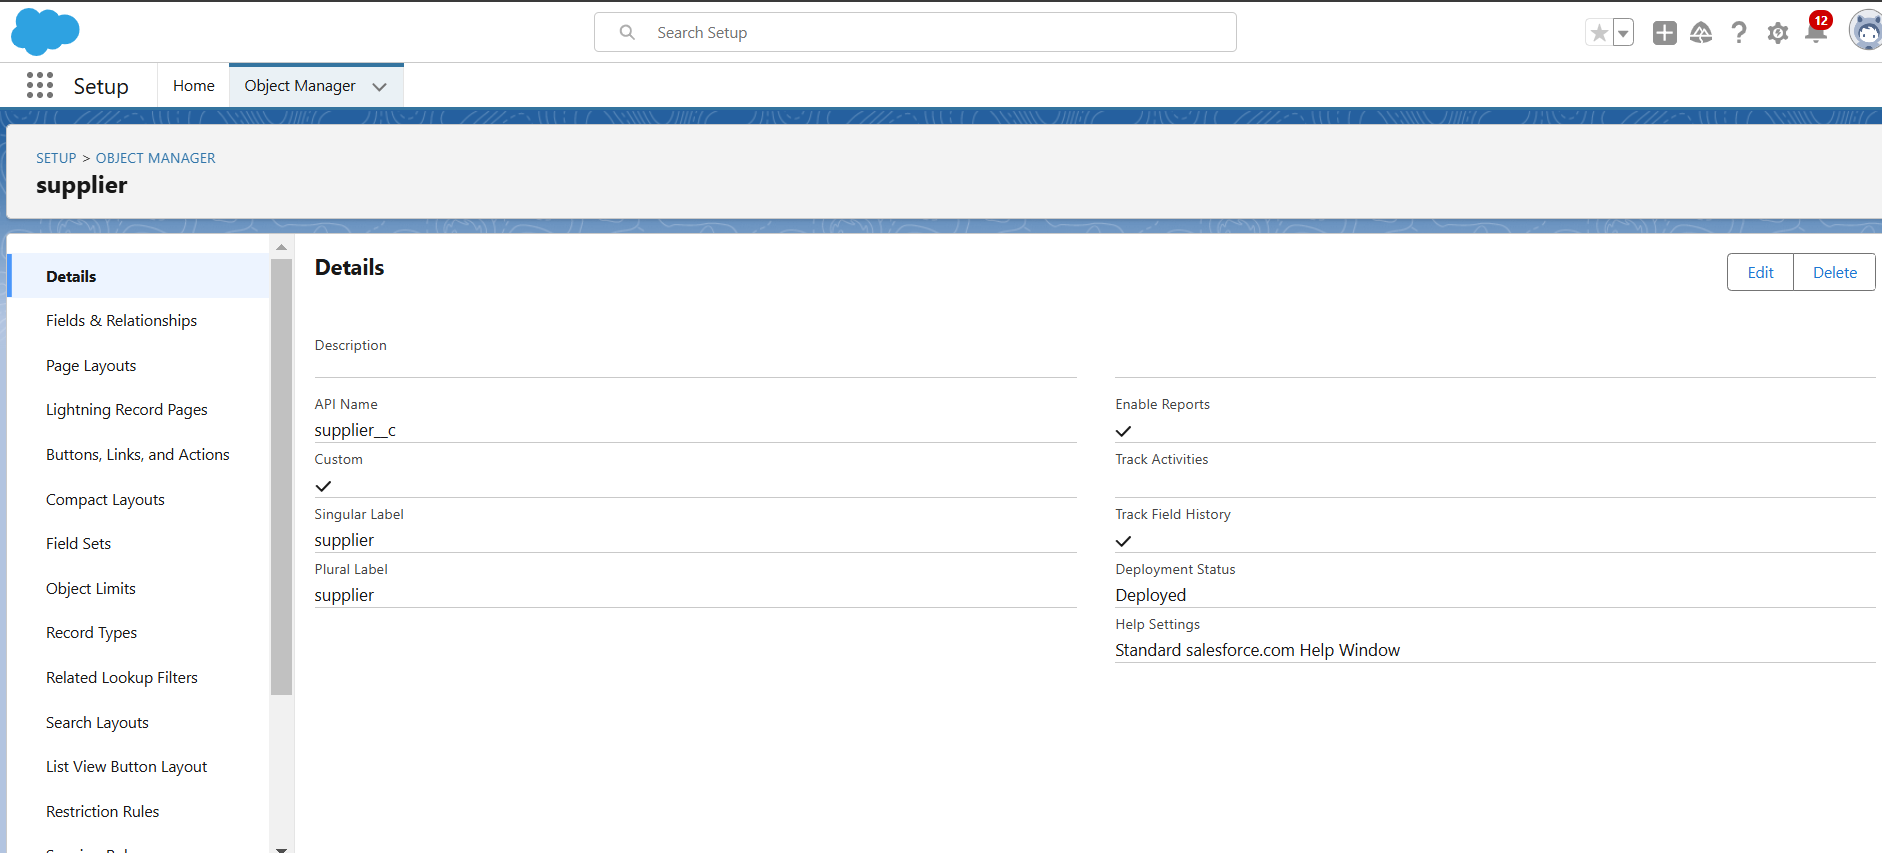 Search Setup
12
Setup
Home
Object Manager
SETUP > OBJECT MANAGER
supplier
Details
Fields & Relationships
Page Layouts
Lightning Record Pages
Buttons, Links, and Actions
Compact Layouts
Field Sets
Object Limits
Record Types
Related Lookup Filters
Search Layouts
List View Button Layout
Restriction Rules
Details
Edit
Delete
Description
API Name
supplier__c
Custom
Singular Label
supplier
Plural Label
supplier
Enable Reports
Track Activities
Track Field History
Deployment Status
Deployed
Help Settings
Standard salesforce.com Help Window